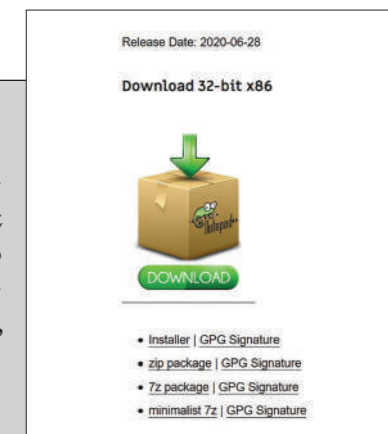 Release Date: 2020-06-28
Download 32-bit x86
Notepad++
DOWNLOAD
• Installer | GPG Signature
• zip package | GPG Signature
• 7z package | GPG Signature
• minimalist 7z | GPG Signature